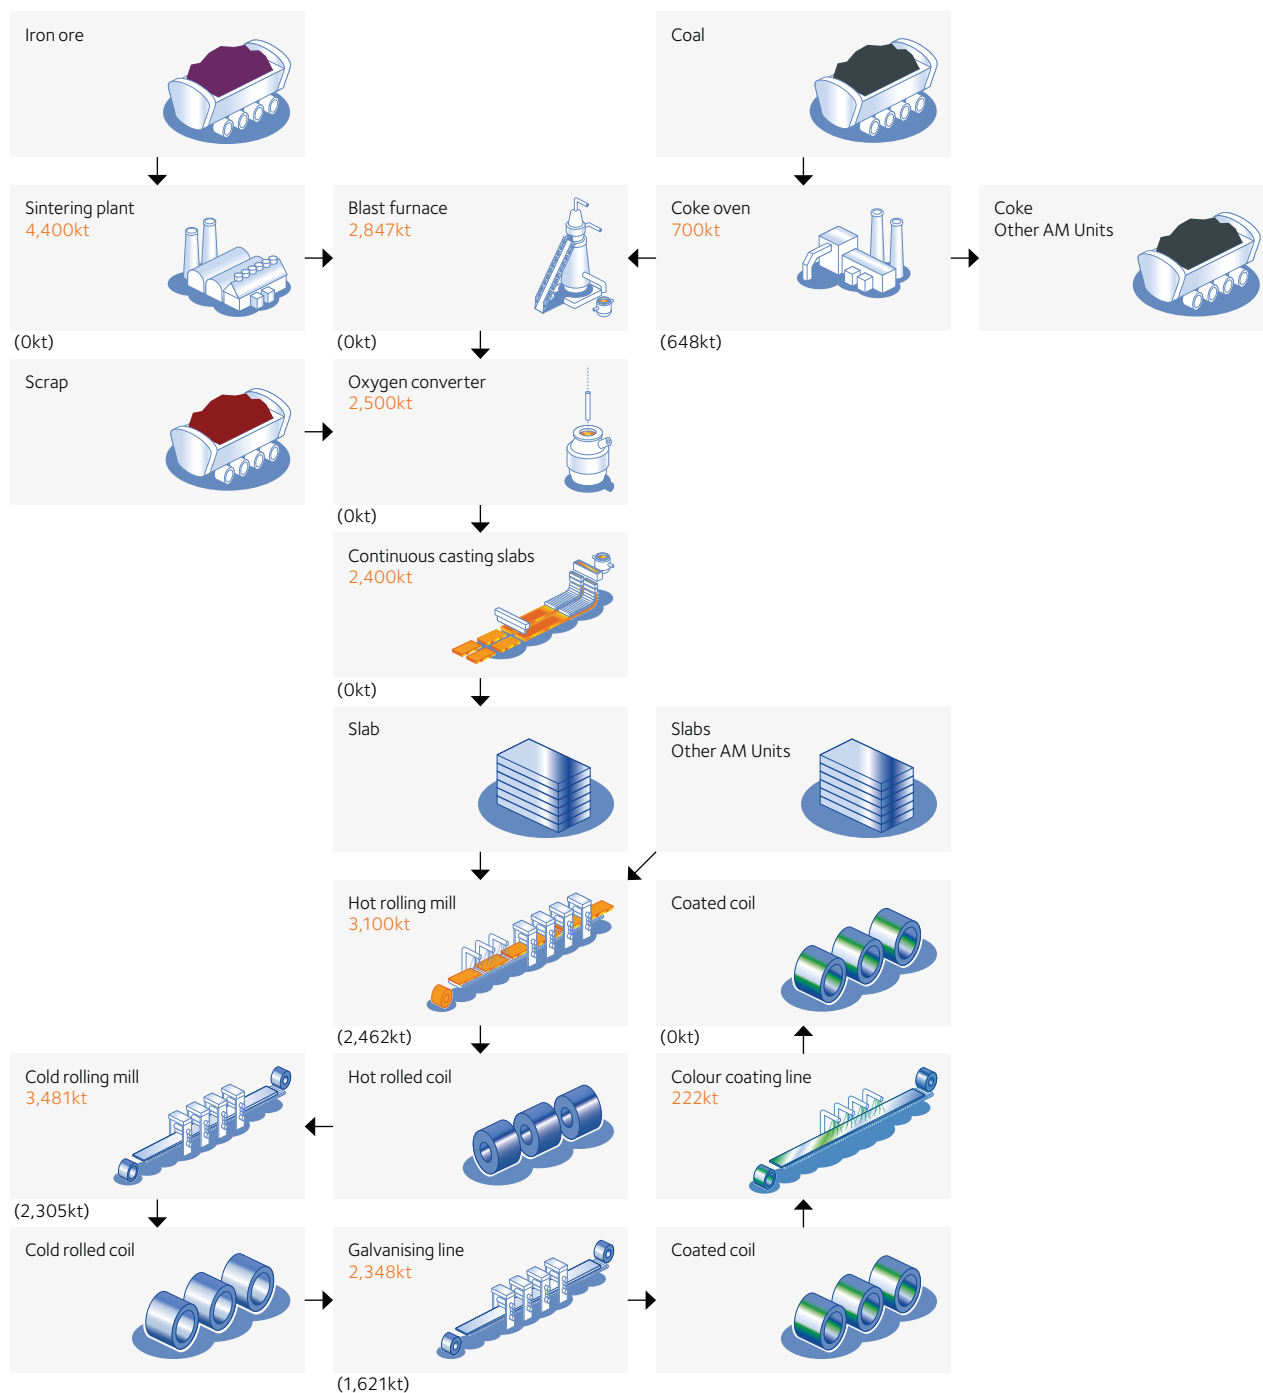 Iron ore
Coal
Sintering plant
4,400kt
Blast furnace
2,847kt
Coke oven
700kt
Coke
Other AM Units
(0kt)
(0kt)
(648kt)
Scrap
Oxygen converter
2,500kt
(0kt)
Continuous casting slabs
2,400kt
(0kt)
Slab
Slabs
Other AM Units
Hot rolling mill
3,100kt
Coated coil
(2,462kt)
(0kt)
Cold rolling mill
3,481kt
Hot rolled coil
Colour coating line
222kt
(2,305kt)
Cold rolled coil
Galvanising line
2,348kt
Coated coil
(1,621kt)